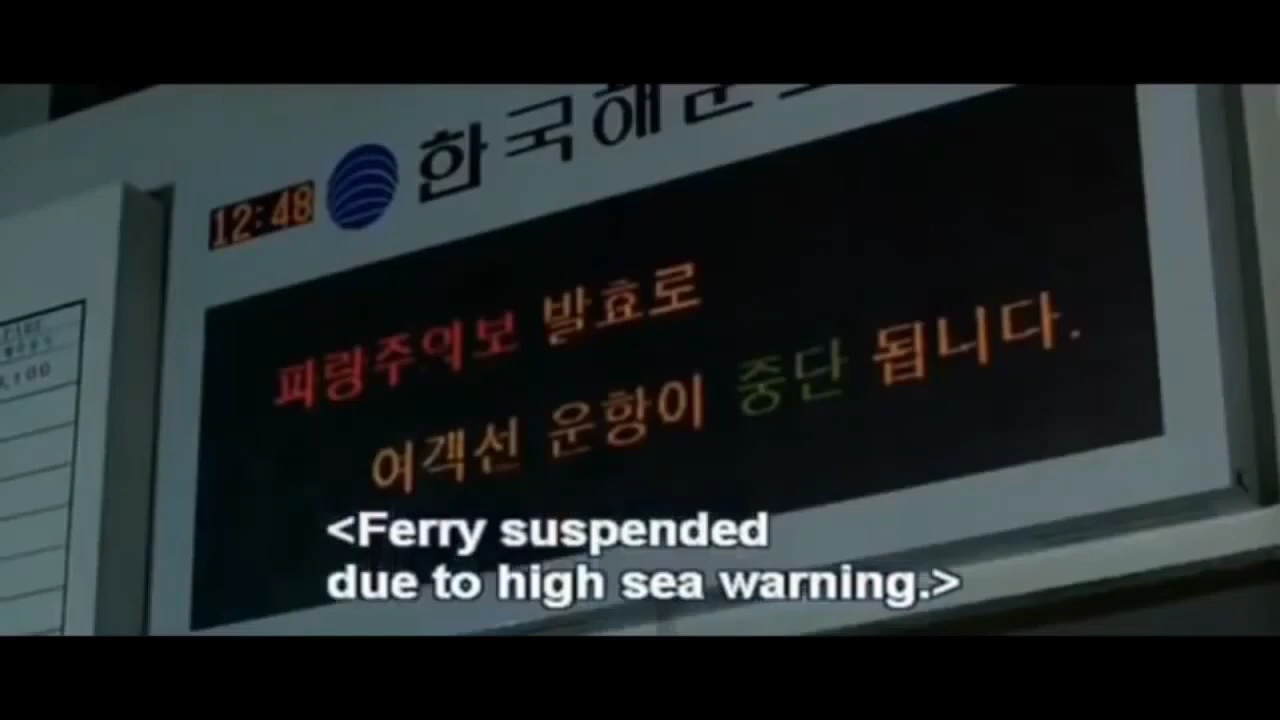 12:48
한국해운조
파랑주의보 발효로
여객선 운항이 중단 됩니다.
<Ferry suspended
due to high sea warning.>